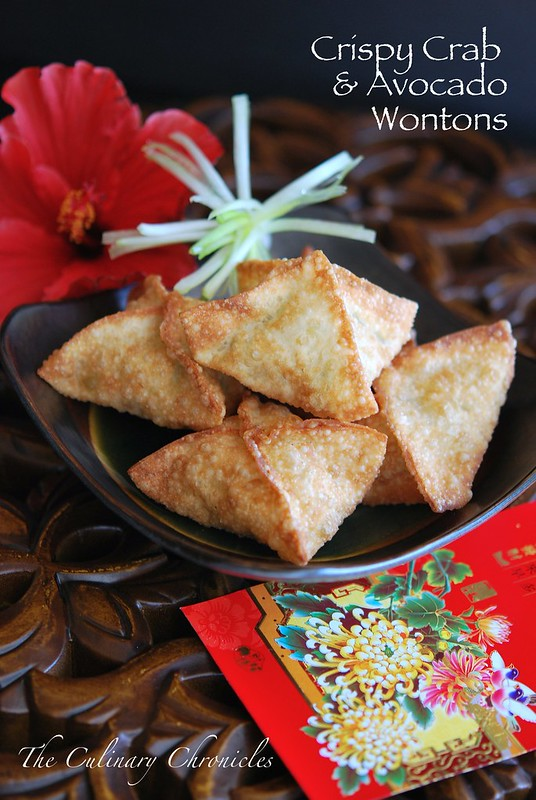 Crispy Crab
& Avocado
Wontons
The Culinary Chronicles